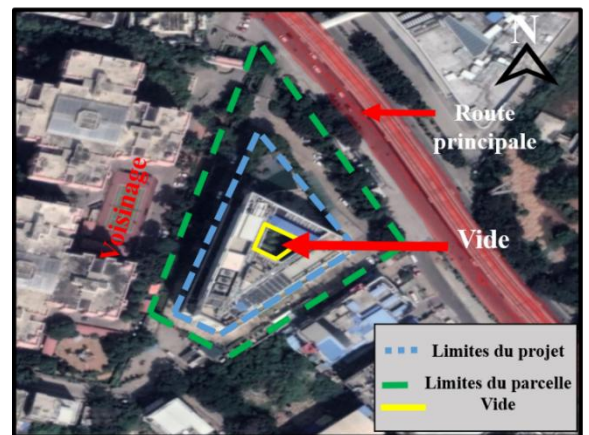 N
Route
principale
Voisinage
Vide
Limites du projet
Limites du parcelle
Vide